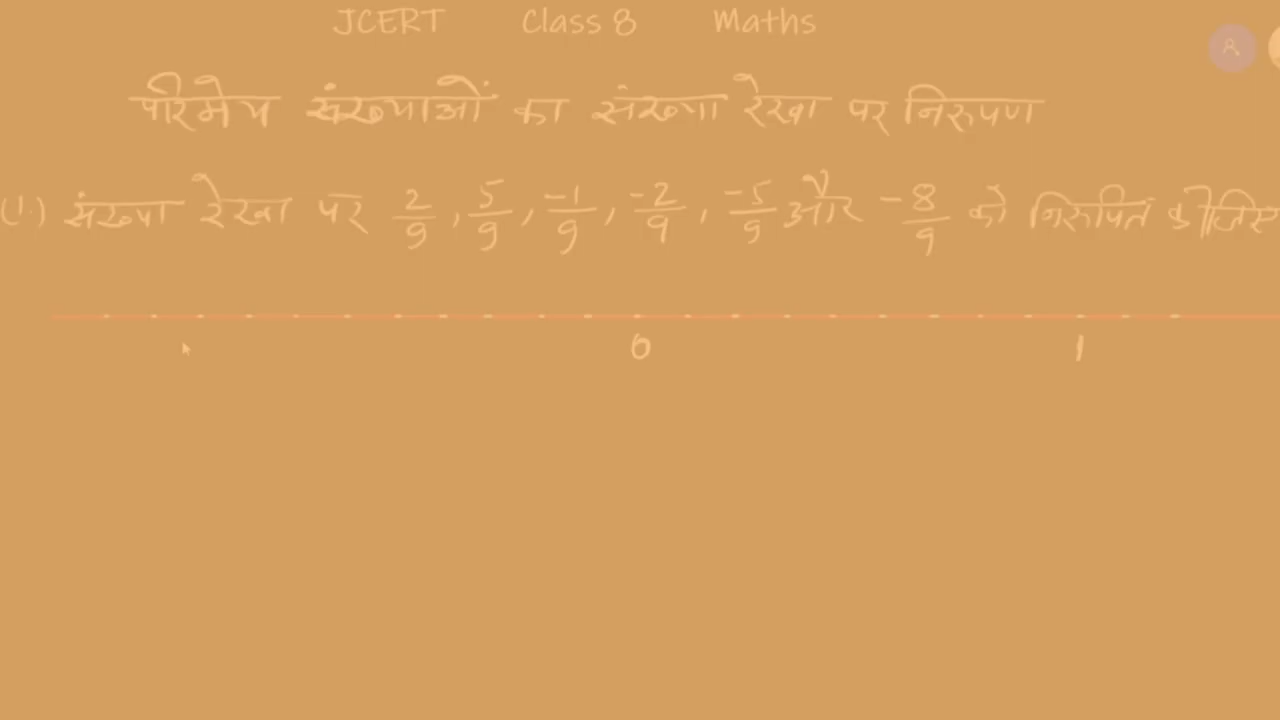 JCERT Class 8 Maths
परिमेय संख्याओं का संख्या रेखा पर निरुपण
(1.) संख्या रेखा पर 2/9, 5/9, -1/9, -2/9, -5/9 और -8/9 को निरुपित कीजिए
0 1